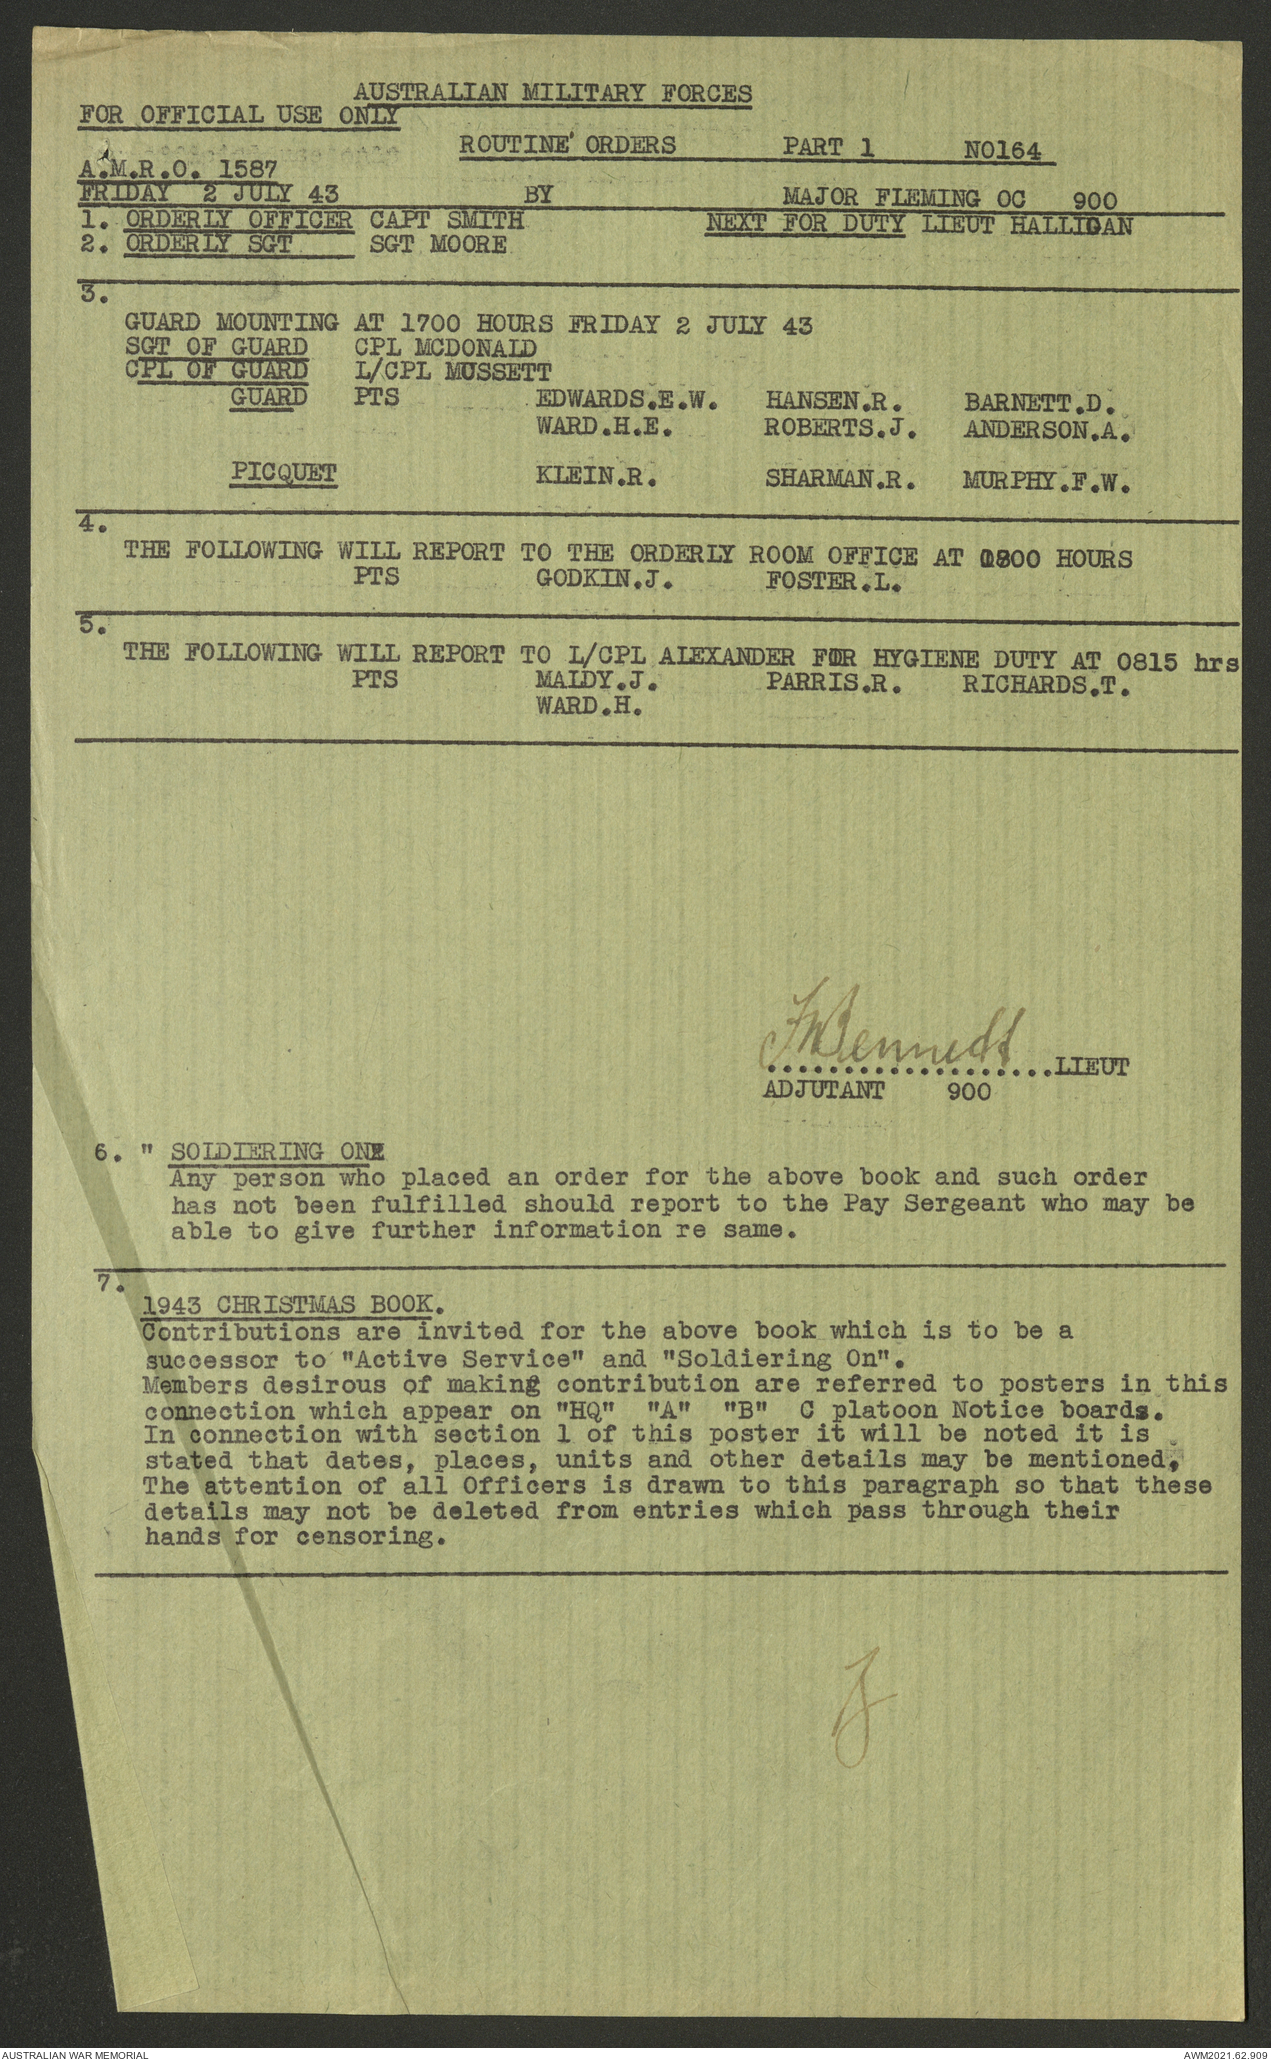 AUSTRALIAN MILITARY FORCES
FOR OFFICIAL USE ONLY
ROUTINE ORDERS PART 1 NO164
A.M.R.O. 1587
FRIDAY 2 JULY 43 BY MAJOR FLEMING OC 900
1. ORDERLY OFFICER CAPT SMITH NEXT FOR DUTY LIEUT HALLIGAN
2. ORDERLY SGT SGT MOORE
3.
GUARD MOUNTING AT 1700 HOURS FRIDAY 2 JULY 43
SGT OF GUARD CPL MCDONALD
CPL OF GUARD L/CPL MUSSETT
GUARD PTS EDWARDS.E.W. HANSEN.R. BARNETT.D.
WARD.H.E. ROBERTS.J. ANDERSON.A.
PICQUET KLEIN.R. SHARMAN.R. MURPHY.F.W.
4.
THE FOLLOWING WILL REPORT TO THE ORDERLY ROOM OFFICE AT 0800 HOURS
PTS GODKIN.J. FOSTER.L.
5.
THE FOLLOWING WILL REPORT TO L/CPL ALEXANDER FOR HYGIENE DUTY AT 0815 hrs
PTS MALDY.J. PARRIS.R. RICHARDS.T.
WARD.H.
...................LIEUT
ADJUTANT 900
6. " SOLDIERING ON
Any person who placed an order for the above book and such order
has not been fulfilled should report to the Pay Sergeant who may be
able to give further information re same.
7.
1943 CHRISTMAS BOOK.
Contributions are invited for the above book which is to be a
successor to "Active Service" and "Soldiering On".
Members desirous of making contribution are referred to posters in this
connection which appear on "HQ" "A" "B" C platoon Notice boards.
In connection with section 1 of this poster it will be noted it is
stated that dates, places, units and other details may be mentioned,
The attention of all Officers is drawn to this paragraph so that these
details may not be deleted from entries which pass through their
hands for censoring.
AUSTRALIAN WAR MEMORIAL AWM2021.62.909